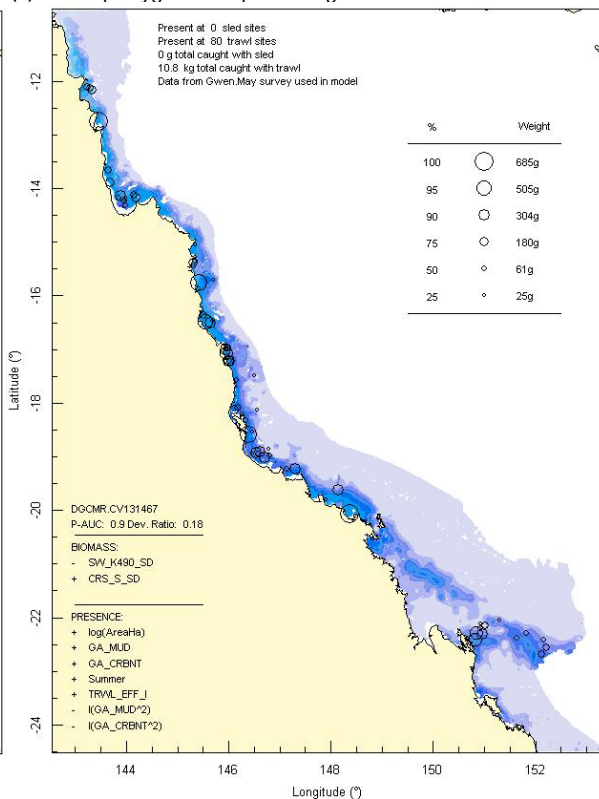 Present at 0 sled sites
Present at 80 trawl sites
0 g total caught with sled
10.8 kg total caught with trawl
Data from Gwen.May survey used in model
% Weight
100 685g
95 505g
90 304g
75 180g
50 61g
25 25g
-12
-14
-16
-18
-20
-22
-24
Latitude (°)
DGCMR.CV131467
P-AUC: 0.9 Dev. Ratio: 0.18
BIOMASS:
- SW_K490_SD
+ CRS_S_SD
PRESENCE:
+ log(AreaHa)
+ GA_MUD
+ GA_CRBNT
+ Summer
+ TRWL_EFF_I
- I(GA_MUD^2)
- I(GA_CRBNT^2)
144 146 148 150 152
Longitude (°)